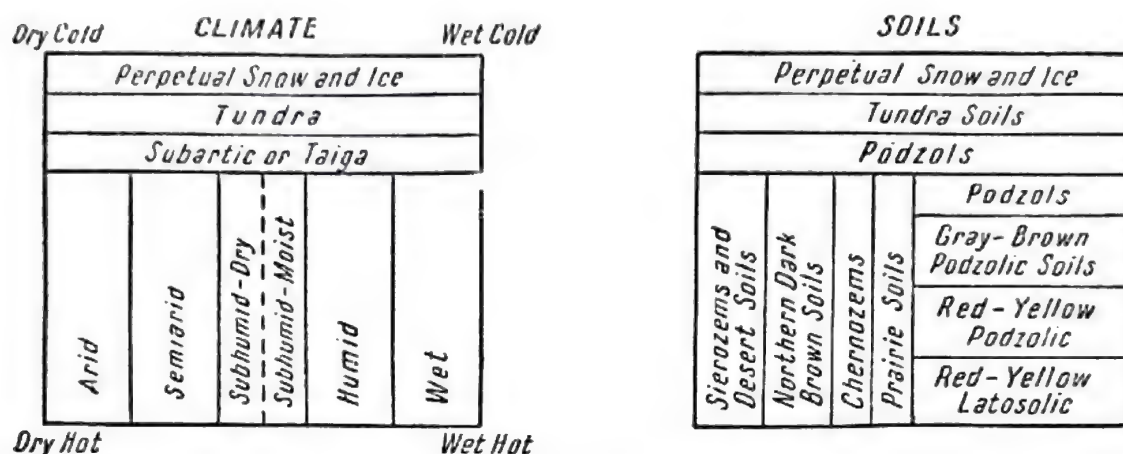 CLIMATE
Dry Cold
Wet Cold
Perpetual Snow and Ice
Tundra
Subartic or Taiga
Arid
Semiarid
Subhumid-Dry
Subhumid-Moist
Humid
Wet
Dry Hot
Wet Hot
SOILS
Perpetual Snow and Ice
Tundra Soils
Podzols
Sierozems and
Desert Soils
Northern Dark
Brown Soils
Chernozems
Prairie Soils
Podzols
Gray-Brown
Podzolic Soils
Red-Yellow
Podzolic
Red-Yellow
Latosolic